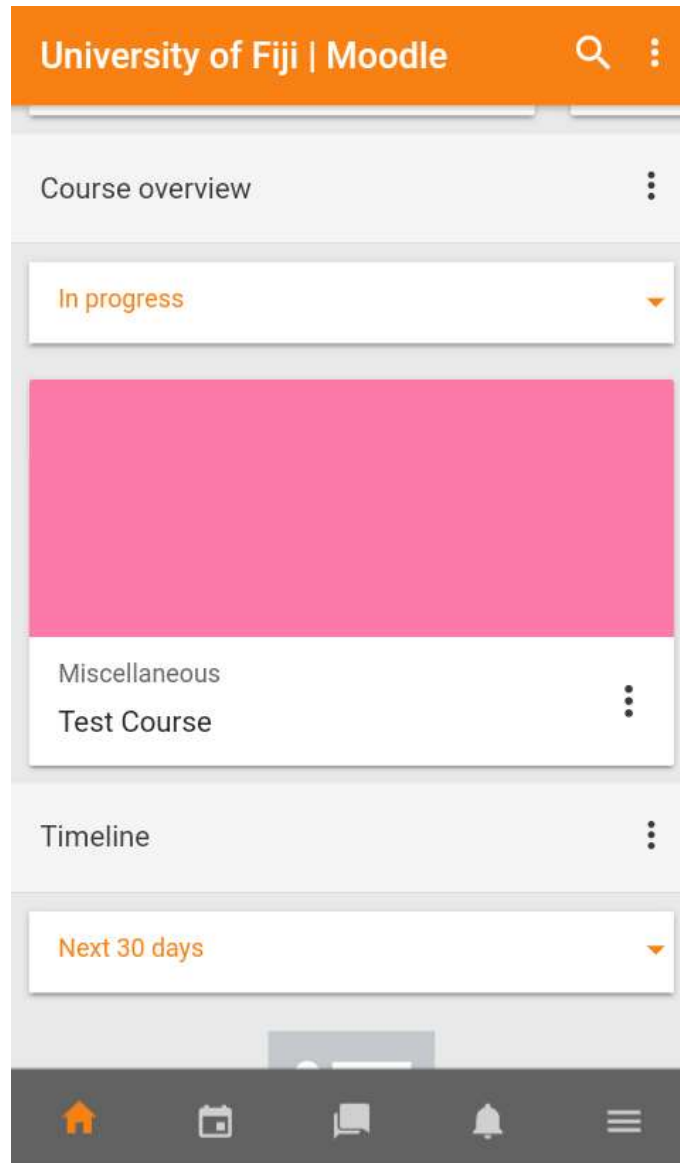 University of Fiji | Moodle
Course overview
In progress
Miscellaneous
Test Course
Timeline
Next 30 days